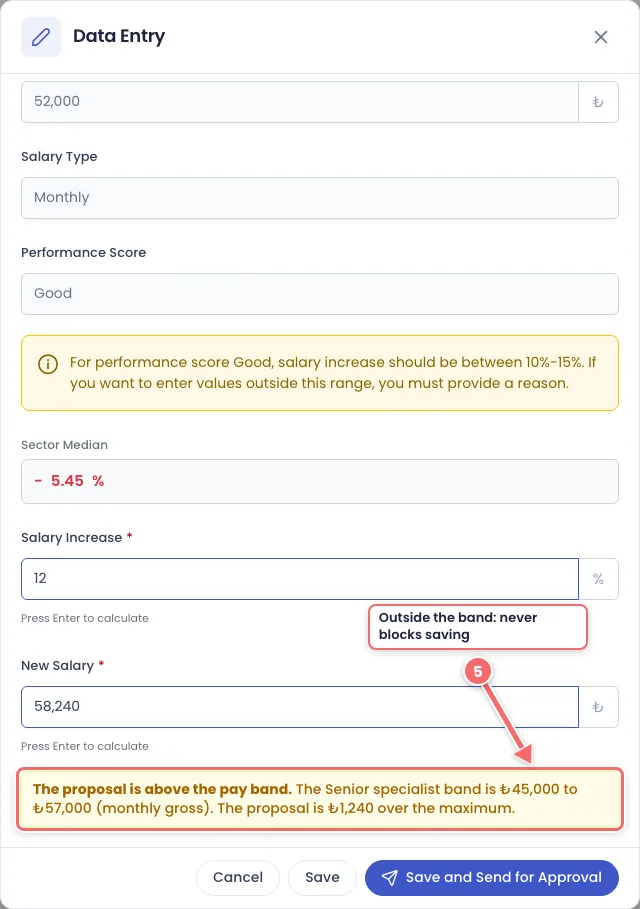 Data Entry
52,000
₺
Salary Type
Monthly
Performance Score
Good
For performance score Good, salary increase should be between 10%-15%. If
you want to enter values outside this range, you must provide a reason.
Sector Median
- 5.45 %
Salary Increase *
12
%
Press Enter to calculate
Outside the band: never
blocks saving
New Salary *
5
58,240
₺
Press Enter to calculate
The proposal is above the pay band. The Senior specialist band is ₺45,000 to
₺57,000 (monthly gross). The proposal is ₺1,240 over the maximum.
Cancel
Save
Save and Send for Approval